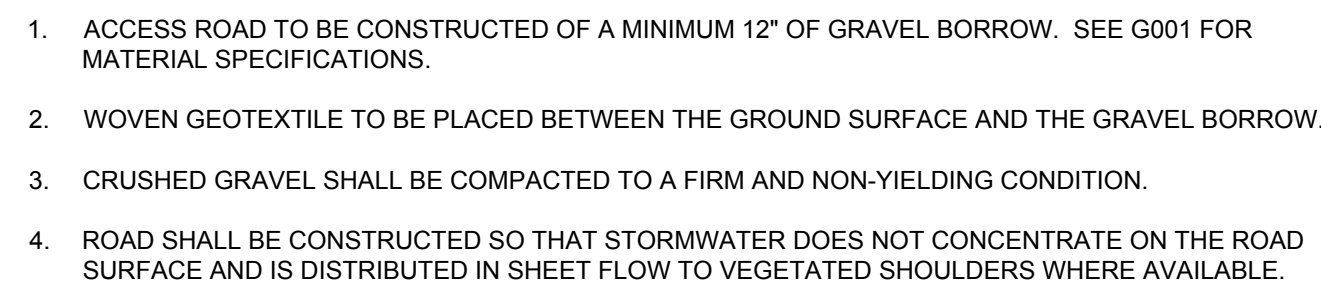 1. ACCESS ROAD TO BE CONSTRUCTED OF A MINIMUM 12" OF GRAVEL BORROW. SEE G001 FOR
MATERIAL SPECIFICATIONS.
2. WOVEN GEOTEXTILE TO BE PLACED BETWEEN THE GROUND SURFACE AND THE GRAVEL BORROW.
3. CRUSHED GRAVEL SHALL BE COMPACTED TO A FIRM AND NON-YIELDING CONDITION.
4. ROAD SHALL BE CONSTRUCTED SO THAT STORMWATER DOES NOT CONCENTRATE ON THE ROAD
SURFACE AND IS DISTRIBUTED IN SHEET FLOW TO VEGETATED SHOULDERS WHERE AVAILABLE.